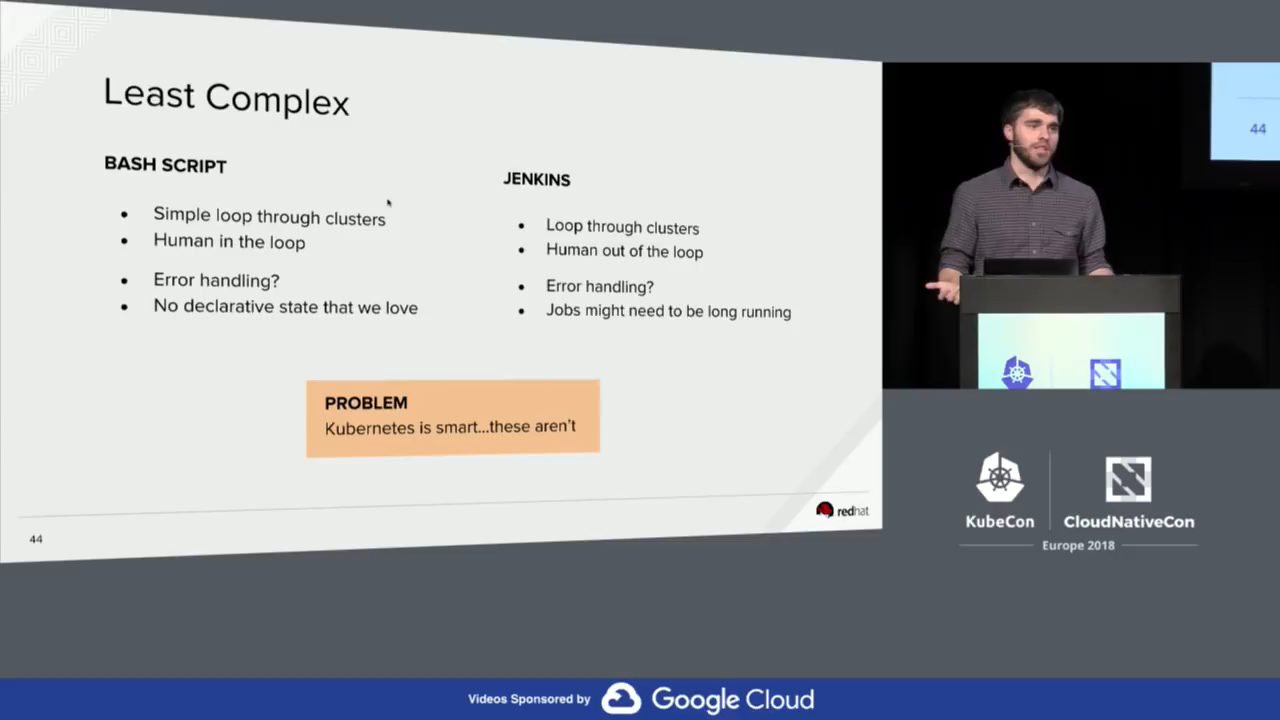 Least Complex
BASH SCRIPT
Simple loop through clusters
Human in the loop
Error handling?
No declarative state that we love
JENKINS
Loop through clusters
Human out of the loop
Error handling?
Jobs might need to be long running
PROBLEM
Kubernetes is smart...these aren't
44
redhat
44
KubeCon
CloudNativeCon
Europe 2018
Videos Sponsored by Google Cloud